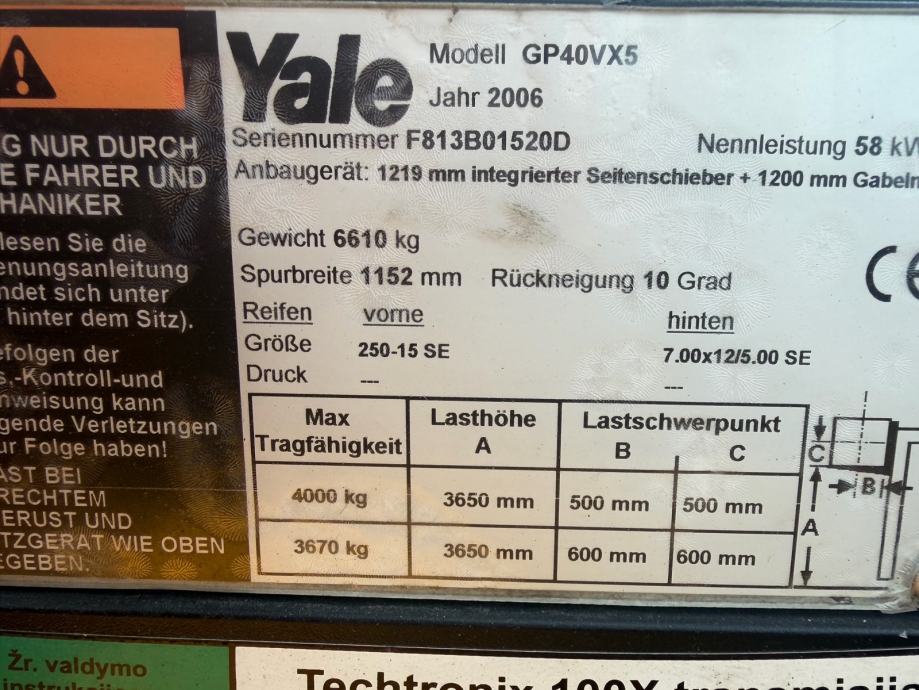 Yale
Modell GP40VX5
Jahr 2006
Seriennummer F813B01520D Nennleistung 58
Anbaugerät: 1219 mm integrierter Seitenschieber + 1200 mm
Gewicht 6610 kg
Spurbreite 1152 mm Rückneigung 10 Grad
Reifen vorne hinten
Größe 250-15 SE 7.00x12/5.00 SE
Druck --- ---
Max Tragfähigkeit Lasthöhe A Lastschwerpunkt B C
4000 kg 3650 mm 500 mm 500 mm
3670 kg 3650 mm 600 mm 600 mm
C
B
A
CE
G NUR DURCH
E FAHRER UND
HANIKER
lesen Sie die
enungsanleitung
ndet sich unter
hinter dem Sitz).
efolgen der
s.-Kontroll-und
nweisung kann
gende Verletzungen
ur Folge haben!
AST BEI
RECHTEM
ERUST UND
TZGERÄT WIE OBEN
EGEBEN.
Žr. valdymo
Techtronix 100X